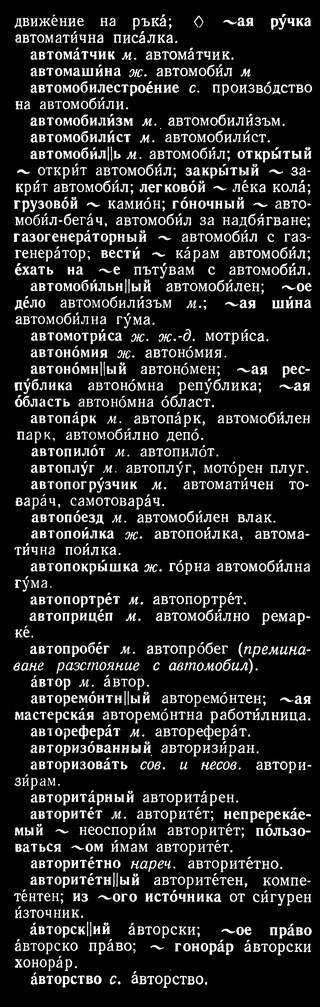 движе́ние на ръка́; ◊ ~ая ру́чка
автомати́чна писа́лка.
автома́тчик м. автома́тчик.
автомаши́на ж. автомоби́л м
автомобилестрое́ние с. произво́дство
на автомоби́ли.
автомобили́зм м. автомобили́зъм.
автомобили́ст м. автомобили́ст.
автомоби́л||ь м. автомоби́л; откры́тый
~ откри́т автомоби́л; закры́тый ~ за-
кри́т автомоби́л; легково́й ~ ле́ка кола́;
грузово́й ~ камио́н; го́ночный ~ авто-
моби́л-бега́ч, автомоби́л за надбя́гване;
газогенера́торный ~ автомоби́л с газ-
генера́тор; вести́ ~ ка́рам автомоби́л;
е́хать на ~е пъту́вам с автомоби́л.
автомоби́льн||ый автомоби́лен; ~ое
де́ло автомобили́зъм м.; ~ая ши́на
автомоби́лна гу́ма.
автомотри́са ж. ж.-д. мотри́са.
автоно́мия ж. автоно́мия.
автоно́мн||ый автоно́мен; ~ая рес-
пу́блика автоно́мна репу́блика; ~ая
о́бласть автоно́мна о́бласт.
автопа́рк м. автопа́рк, автомоби́лен
парк, автомоби́лно депо́.
автопило́т м. автопило́т.
автоплу́г м. автоплу́г, мото́рен плуг.
автопогру́зчик м. автомати́чен то-
вара́ч, самотовара́ч.
автопо́езд м. автомоби́лен влак.
автопои́лка ж. автопои́лка, автома-
ти́чна пои́лка.
автопокры́шка ж. го́рна автомоби́лна
гу́ма.
автопортре́т м. автопортре́т.
автоприце́п м. автомоби́лно ремар-
ке́.
автопробе́г м. автопро́бег (премина-
ване разстояние с автомобил).
а́втор м. а́втор.
авторемо́нтн||ый авторемо́нтен; ~ая
мастерска́я авторемо́нтна работи́лница.
авторефера́т м. авторефера́т.
авторизо́ванный авторизи́ран.
авторизова́ть сов. и несов. автори-
зи́рам.
авторита́рный авторита́рен.
авторите́т м. авторите́т; непререка́е-
мый ~ неоспори́м авторите́т; по́льзо-
ваться ~ом и́мам авторите́т.
авторите́тно нареч. авторите́тно.
авторите́тн||ый авторите́тен, компе-
те́нтен; из ~ого исто́чника от си́гурен
и́зточник.
а́вторск||ий а́вторски; ~ое пра́во
а́вторско пра́во; ~ гонора́р а́вторски
хонора́р.
а́вторство с. а́вторство.